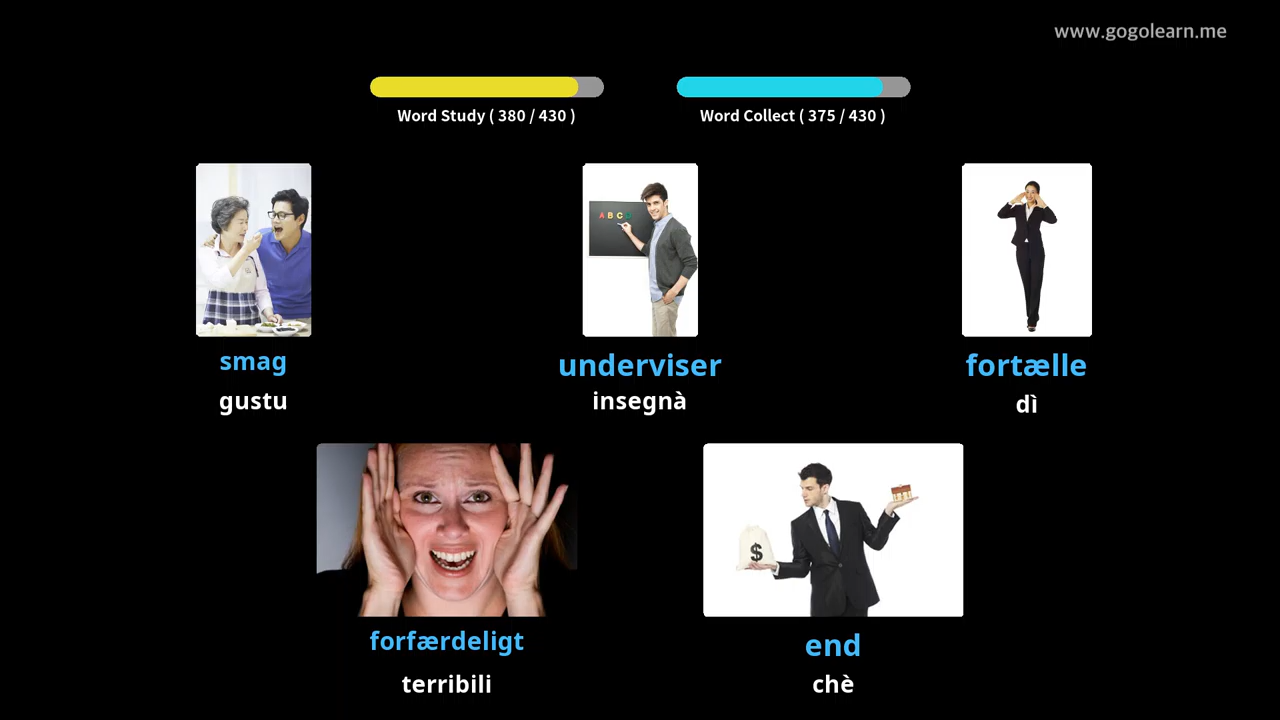 www.gogolearn.me
Word Study ( 380 / 430 )
Word Collect ( 375 / 430 )
A B C D
smag
underviser
fortælle
gustu
insegnà
dì
$
forfærdeligt
end
terribili
chè